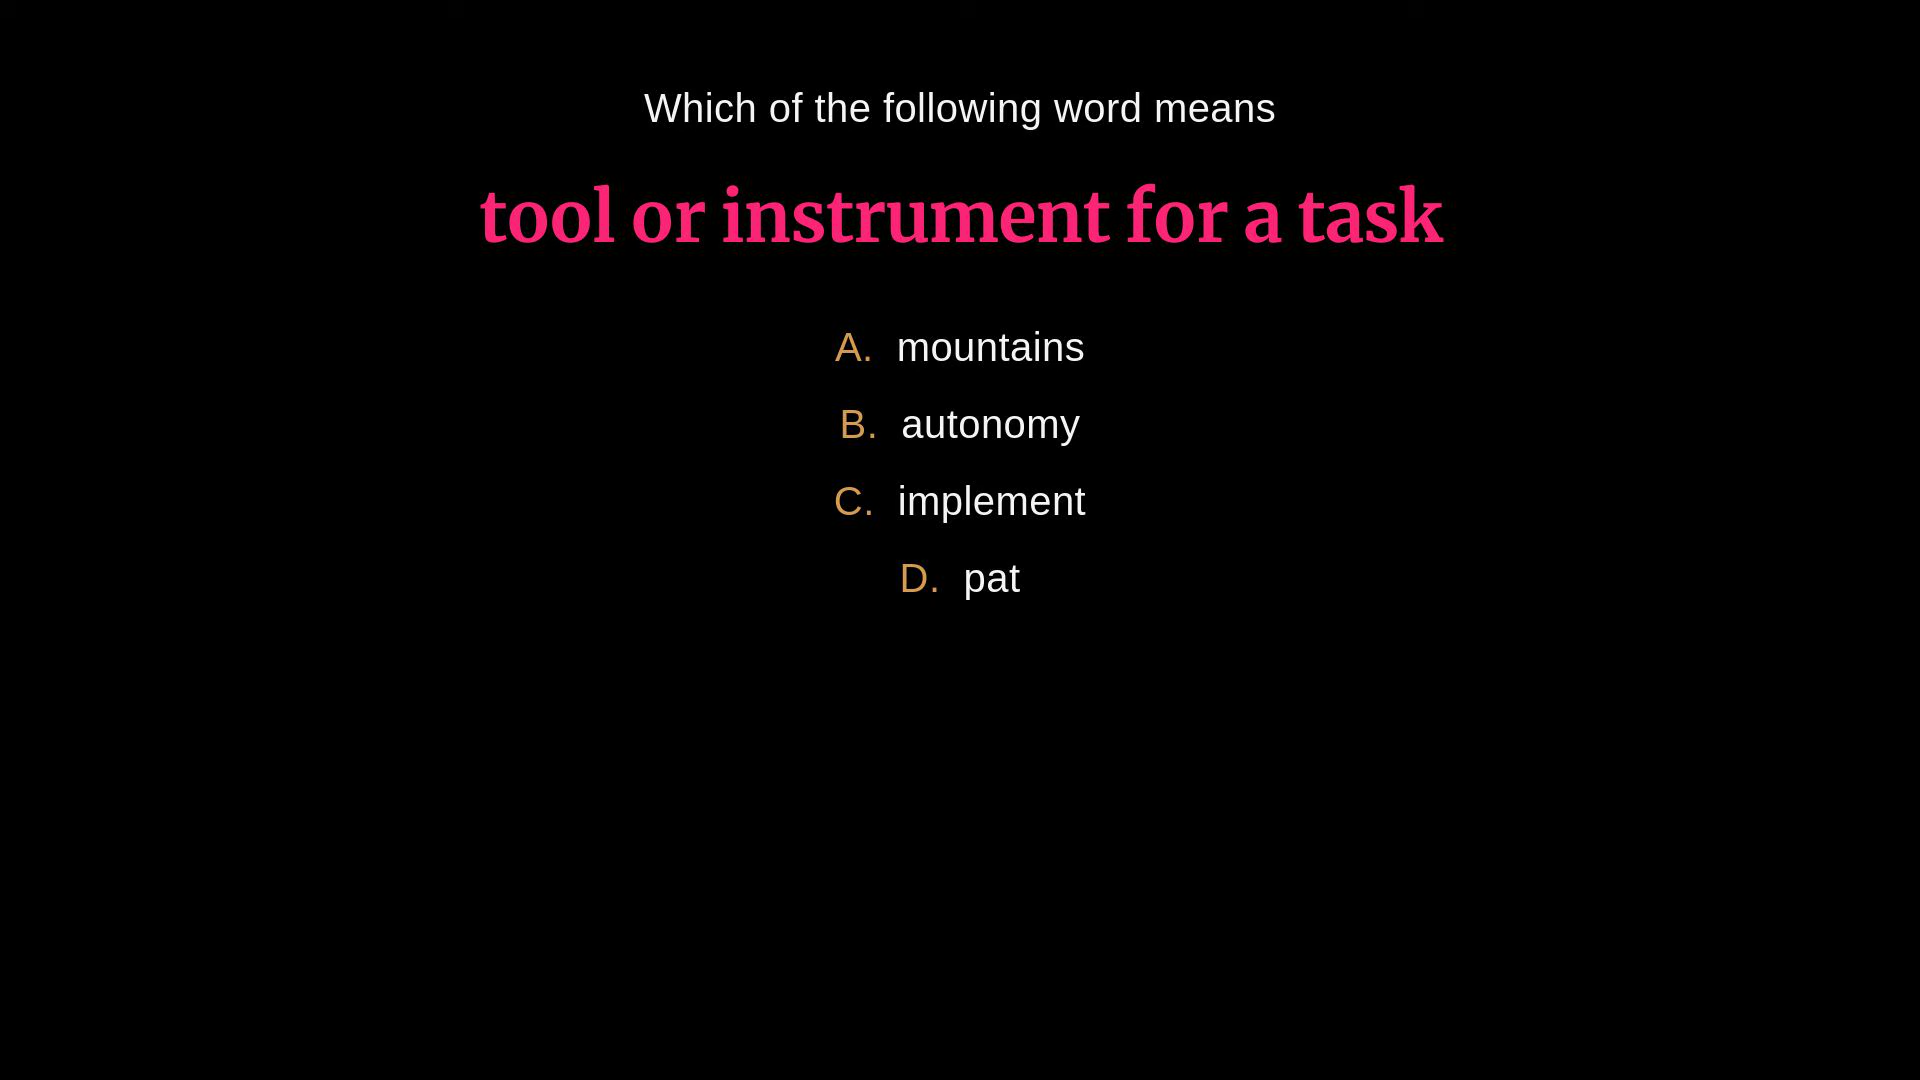 Which of the following word means
tool or instrument for a task
A. mountains
B. autonomy
C. implement
D. pat